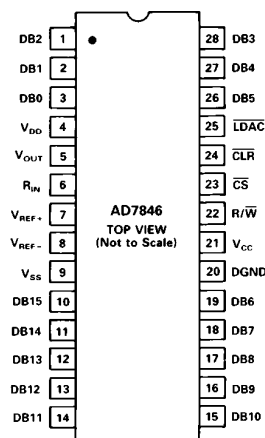 DB2 1 28 DB3
DB1 2 27 DB4
DB0 3 26 DB5
VDD 4 25 LDAC
VOUT 5 24 CLR
RIN 6 23 CS
VREF+ 7 22 R/W
VREF− 8 21 VCC
VSS 9 20 DGND
DB15 10 19 DB6
DB14 11 18 DB7
DB13 12 17 DB8
DB12 13 16 DB9
DB11 14 15 DB10
AD7846
TOP VIEW
(Not to Scale)